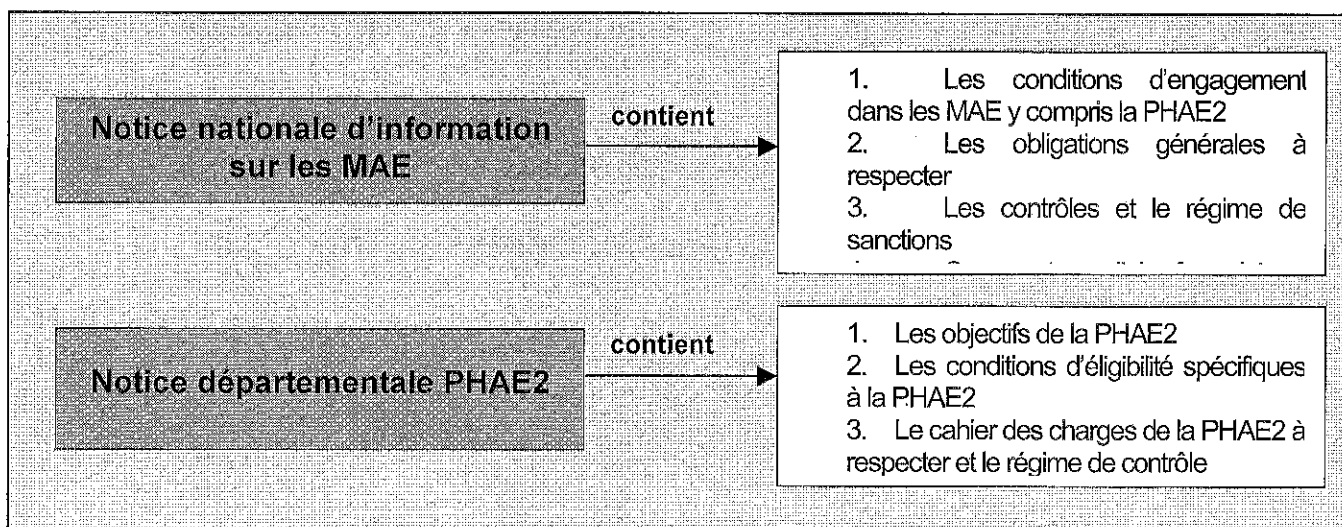 Notice nationale d'information
sur les MAE
contient
1. Les conditions d'engagement
dans les MAE y compris la PHAE2
2. Les obligations générales à
respecter
3. Les contrôles et le régime de
sanctions
Notice départementale PHAE2
contient
1. Les objectifs de la PHAE2
2. Les conditions d'éligibilité spécifiques
à la PHAE2
3. Le cahier des charges de la PHAE2 à
respecter et le régime de contrôle